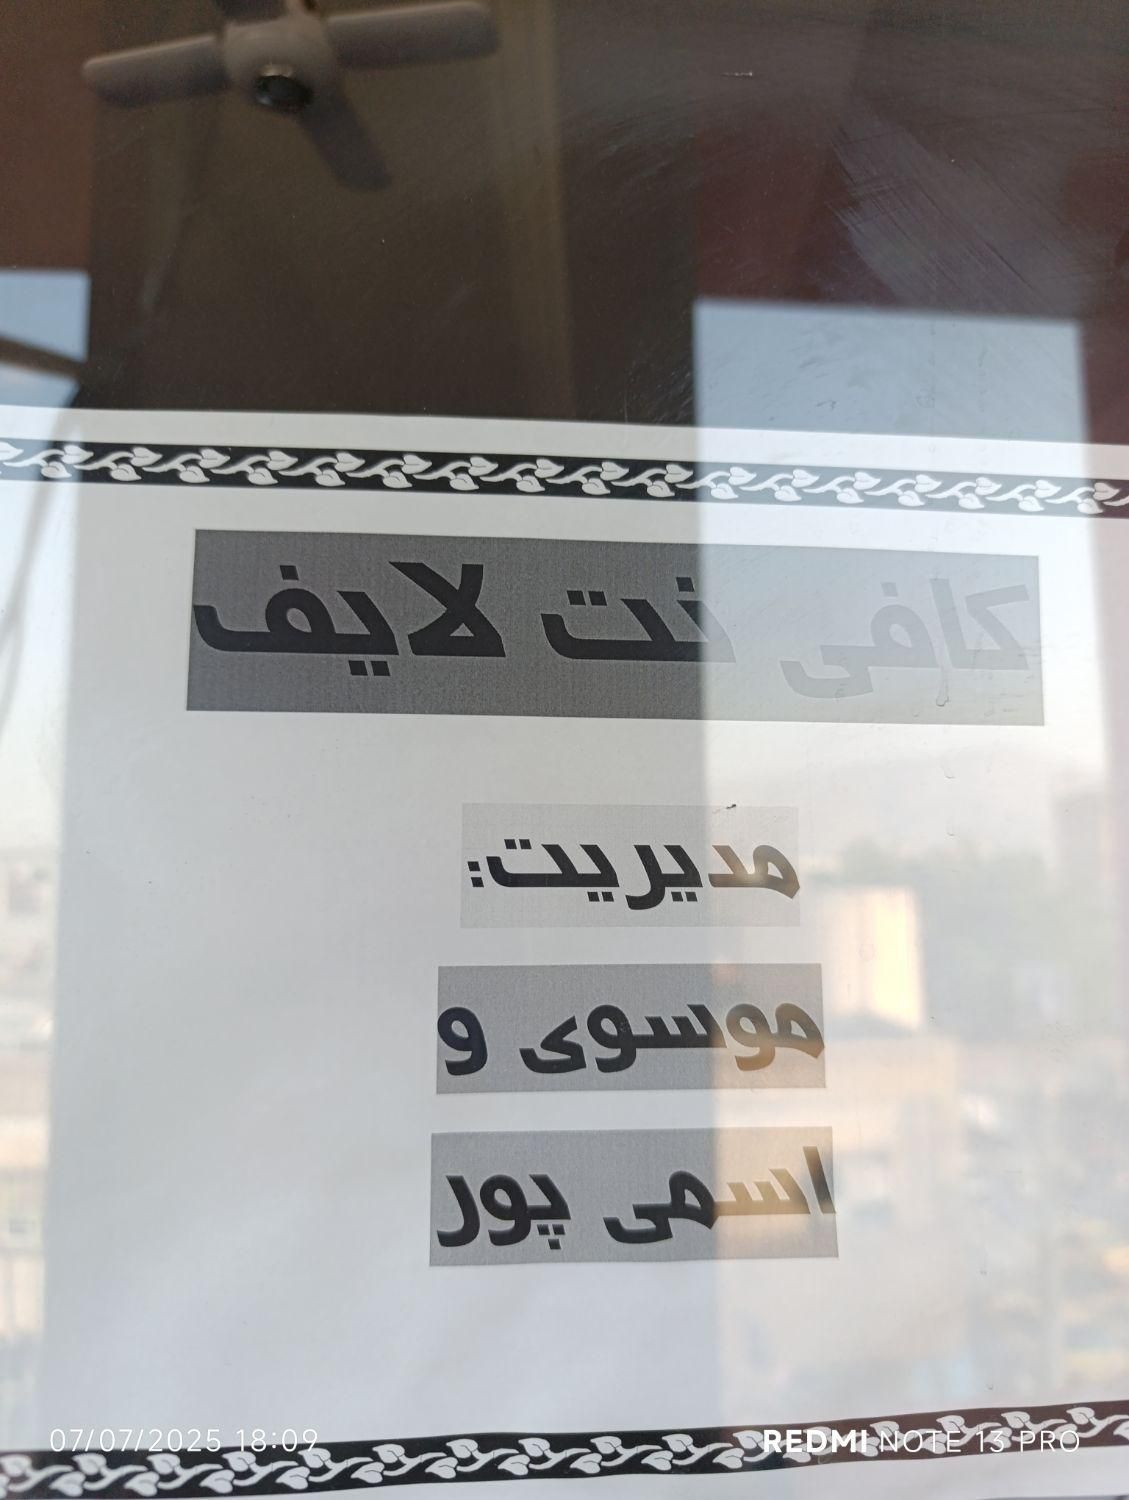 کافی نت لایف
مدیریت:
موسوی و
اسمی پور
07/07/2025 18:09
REDMI NOTE 13 PRO